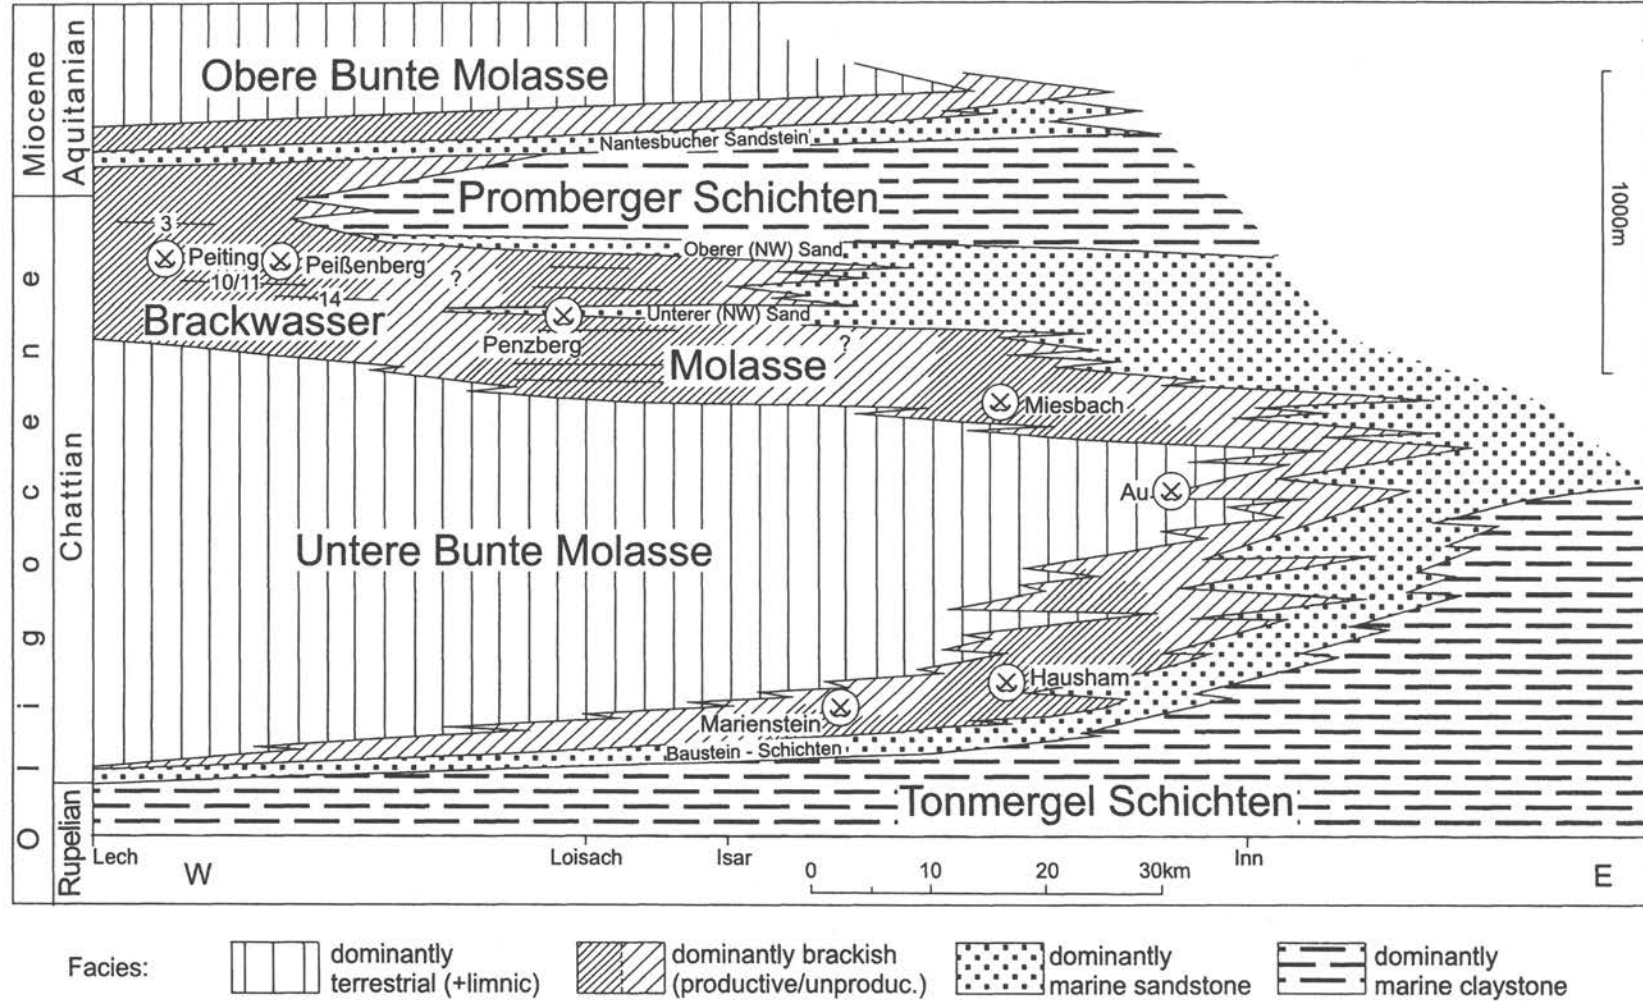 Miocene
Aquitanian
Oligocene
Chattian
Rupelian
Obere Bunte Molasse
Nantesbucher Sandstein
Promberger Schichten
1000m
3
Oberer (NW) Sand
Peiting
Peißenberg
?
10/11
14
Brackwasser
Unterer (NW) Sand
Penzberg
?
Molasse
Miesbach
Au
Untere Bunte Molasse
Hausham
Marienstein
Baustein - Schichten
Tonmergel Schichten
Lech
Loisach
Isar
Inn
W
0 10 20 30km
E
Facies:
dominantly
terrestrial (+limnic)
dominantly brackish
(productive/unproduc.)
dominantly
marine sandstone
dominantly
marine claystone